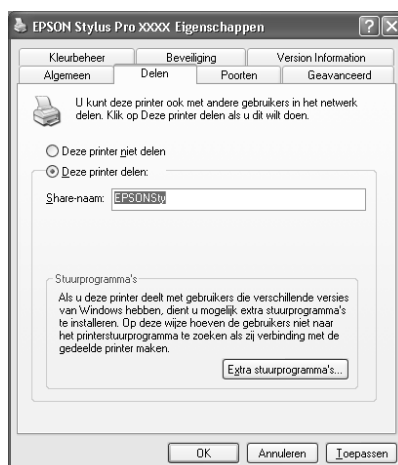 EPSON Stylus Pro XXXX Eigenschappen
Kleurbeheer Beveiliging Version Information
Algemeen Delen Poorten Geavanceerd
U kunt deze printer ook met andere gebruikers in het netwerk
delen. Klik op Deze printer delen als u dit wilt doen.
Deze printer niet delen
Deze printer delen:
Share-naam: EPSONSty
Stuurprogramma's
Als u deze printer deelt met gebruikers die verschillende versies
van Windows hebben, dient u mogelijk extra stuurprogramma's
te installeren. Op deze wijze hoeven de gebruikers niet naar
het printerstuurprogramma te zoeken als zij verbinding met de
gedeelde printer maken.
Extra stuurprogramma's...
OK Annuleren Toepassen